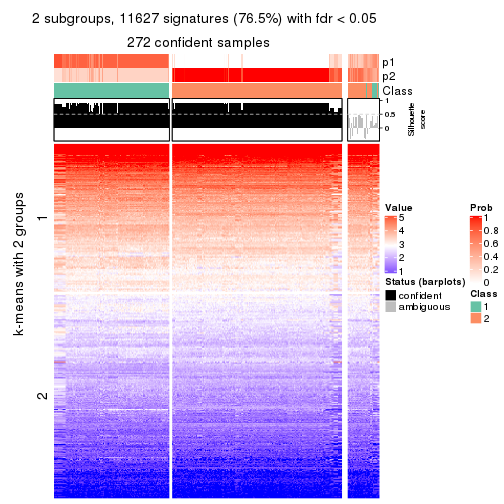 2 subgroups, 11627 signatures (76.5%) with fdr < 0.05
272 confident samples
p1
p2
Class
1
0.5
0
Silhouette
score
k-means with 2 groups
1
2
Value
5
4
3
2
1
Status (barplots)
confident
ambiguous
Prob
1
0.8
0.6
0.4
0.2
0
Class
1
2